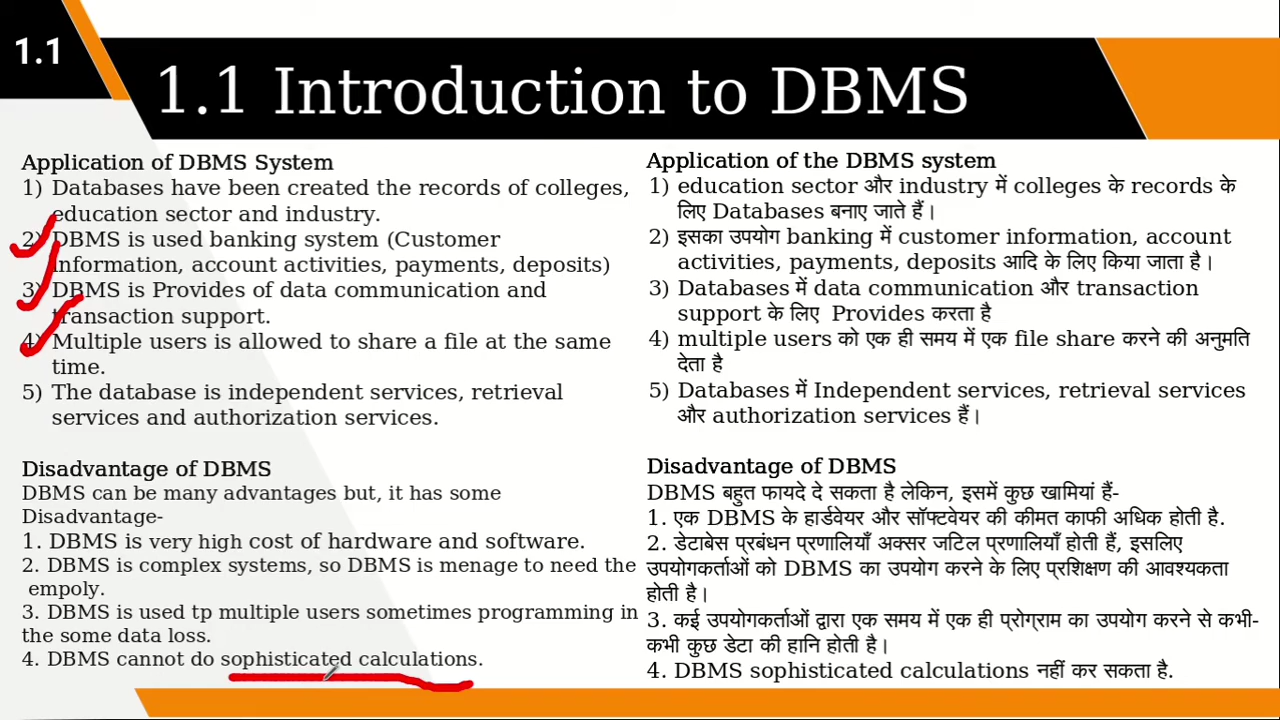 1.1
1.1 Introduction to DBMS
Application of DBMS System
1) Databases have been created the records of colleges,
education sector and industry.
2) DBMS is used banking system (Customer
information, account activities, payments, deposits)
3) DBMS is Provides of data communication and
transaction support.
4) Multiple users is allowed to share a file at the same
time.
5) The database is independent services, retrieval
services and authorization services.
Disadvantage of DBMS
DBMS can be many advantages but, it has some
Disadvantage-
1. DBMS is very high cost of hardware and software.
2. DBMS is complex systems, so DBMS is menage to need the
empoly.
3. DBMS is used tp multiple users sometimes programming in
the some data loss.
4. DBMS cannot do sophisticated calculations.
Application of the DBMS system
1) education sector और industry में colleges के records के
लिए Databases बनाए जाते हैं।
2) इसका उपयोग banking में customer information, account
activities, payments, deposits आदि के लिए किया जाता है।
3) Databases में data communication और transaction
support के लिए Provides करता है
4) multiple users को एक ही समय में एक file share करने की अनुमति
देता है
5) Databases में Independent services, retrieval services
और authorization services हैं।
Disadvantage of DBMS
DBMS बहुत फायदे दे सकता है लेकिन, इसमें कुछ खामियां हैं-
1. एक DBMS के हार्डवेयर और सॉफ्टवेयर की कीमत काफी अधिक होती है.
2. डेटाबेस प्रबंधन प्रणालियाँ अक्सर जटिल प्रणालियाँ होती हैं, इसलिए
उपयोगकर्ताओं को DBMS का उपयोग करने के लिए प्रशिक्षण की आवश्यकता
होती है।
3. कई उपयोगकर्ताओं द्वारा एक समय में एक ही प्रोग्राम का उपयोग करने से कभी-
कभी कुछ डेटा की हानि होती है।
4. DBMS sophisticated calculations नहीं कर सकता है.